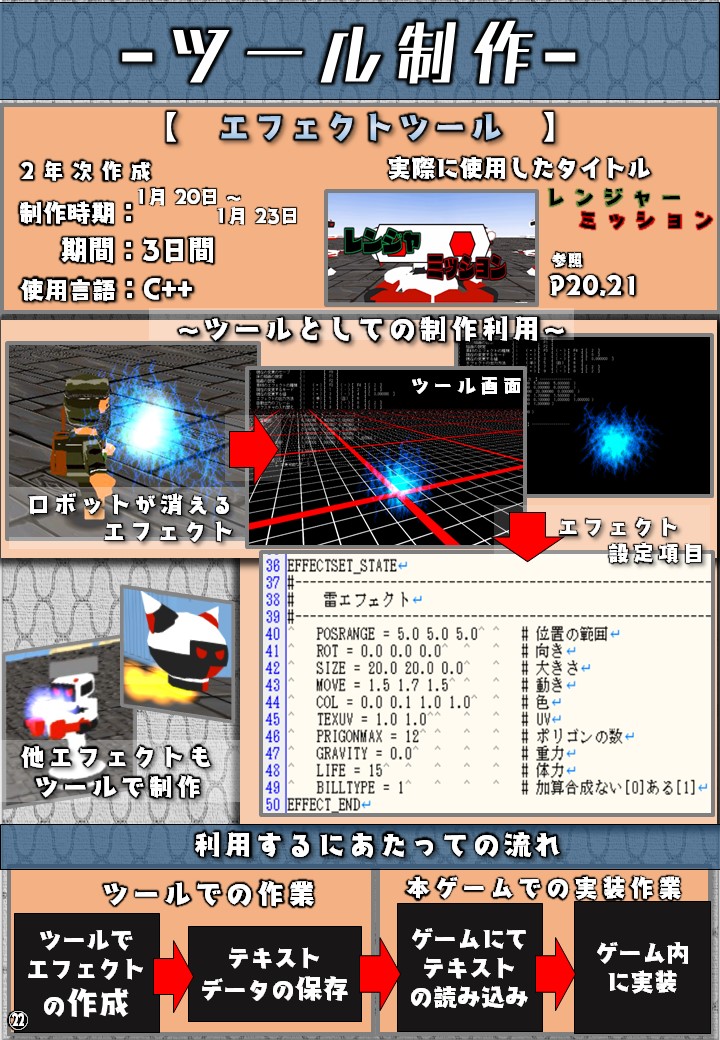 -ツール制作-
【 エフェクトツール 】
2年次作成
制作時期：1月 20日 ~
1月 23日
期間：3日間
使用言語：C++
実際に使用したタイトル
レンジャー
ミッション
レンジャ
ミッション
参照
P20,21
~ツールとしての制作利用~
ロボットが消える
エフェクト
ツール画面
エフェクト
設定項目
36 EFFECTSET_STATE↵
37 #------------------------------------------------------------
38 # 雷エフェクト↵
39 #------------------------------------------------------------
40 ^ POSRANGE = 5.0 5.0 5.0^ ^ # 位置の範囲↵
41 ^ ROT = 0.0 0.0 0.0^ ^ ^ # 向き↵
42 ^ SIZE = 20.0 20.0 0.0^ ^ # 大きさ↵
43 ^ MOVE = 1.5 1.7 1.5^ ^ ^ # 動き↵
44 ^ COL = 0.0 0.1 1.0 1.0^ ^ # 色↵
45 ^ TEXUV = 1.0 1.0^ ^ ^ ^ # UV↵
46 ^ PRIGONMAX = 12^ ^ ^ ^ # ポリゴンの数↵
47 ^ GRAVITY = 0.0^ ^ ^ ^ # 重力↵
48 ^ LIFE = 15^ ^ ^ ^ ^ # 体力↵
49 ^ BILLTYPE = 1^ ^ ^ ^ # 加算合成ない[0]ある[1]↵
50 EFFECT_END↵
他エフェクトも
ツールで制作
利用するにあたっての流れ
ツールでの作業
本ゲームでの実装作業
ツールで
エフェクト
の作成
テキスト
データの保存
ゲームにて
テキスト
の読み込み
ゲーム内
に実装
22